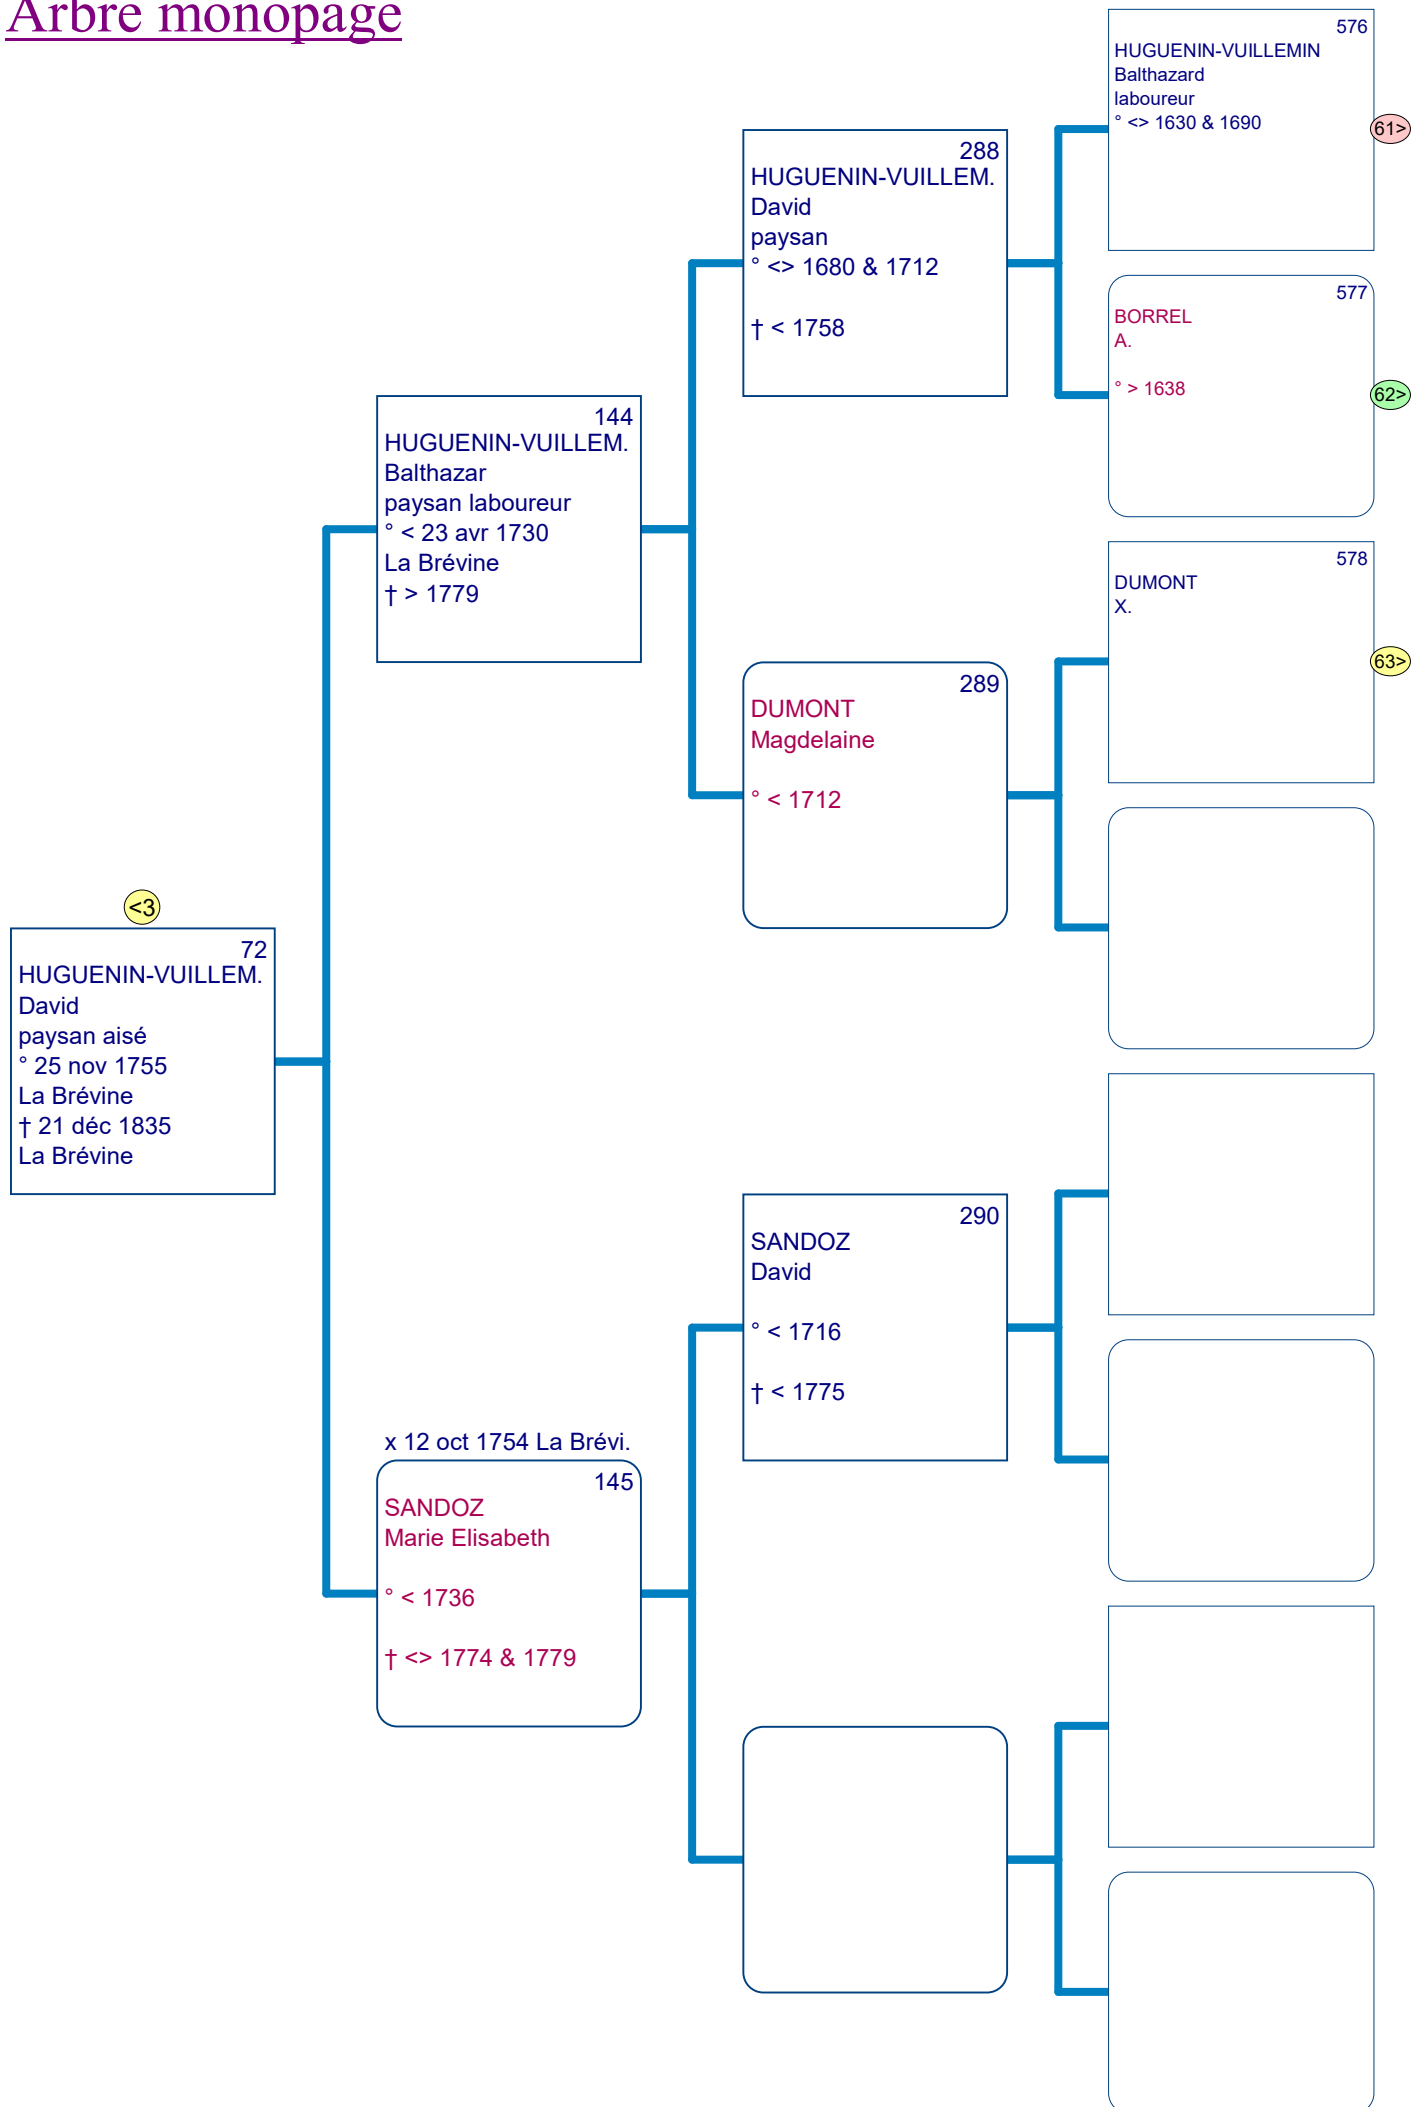 Arbre monopage
576
HUGUENIN-VUILLEMIN
Balthazard
laboureur
° <> 1630 & 1690
61>
288
HUGUENIN-VUILLEM.
David
paysan
° <> 1680 & 1712
† < 1758
577
BORREL
A.
° > 1638
62>
144
HUGUENIN-VUILLEM.
Balthazar
paysan laboureur
° < 23 avr 1730
La Brévine
† > 1779
578
DUMONT
X.
63>
289
DUMONT
Magdelaine
° < 1712
<3
72
HUGUENIN-VUILLEM.
David
paysan aisé
° 25 nov 1755
La Brévine
† 21 déc 1835
La Brévine
290
SANDOZ
David
° < 1716
† < 1775
x 12 oct 1754 La Brévi.
145
SANDOZ
Marie Elisabeth
° < 1736
† <> 1774 & 1779